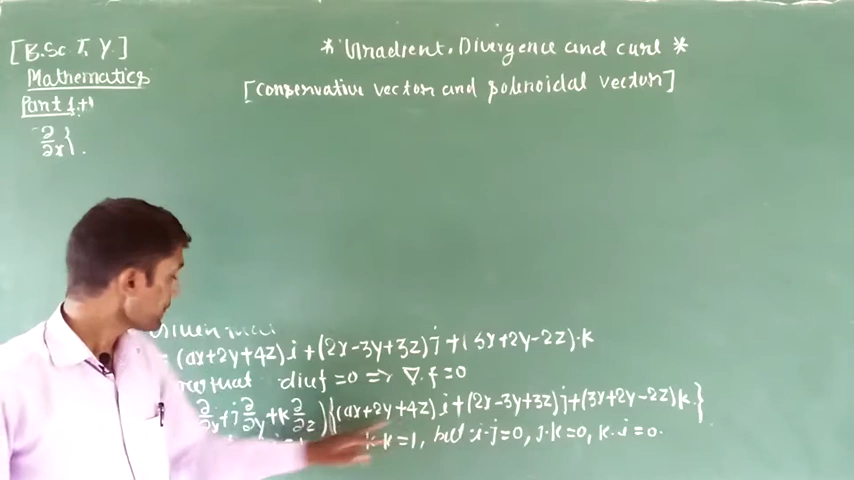 [B.Sc T. Y.]
* Gradient, Divergence and curl *
Mathematics
[conservative vector and solenoidal vector]
Part 1.
∂/∂x}.
= (ax+2y+4z).i+(2x-3y+3z)j+(3x+2y-2z).k
that div f =0 => ∇.f=0
∂/∂x+j∂/∂y+k∂/∂z){(ax+2y+4z).i+(2x-3y+3z)j+(3x+2y-2z)k.}
k.k=1, but i.j=0, j.k=0, k.i=0.